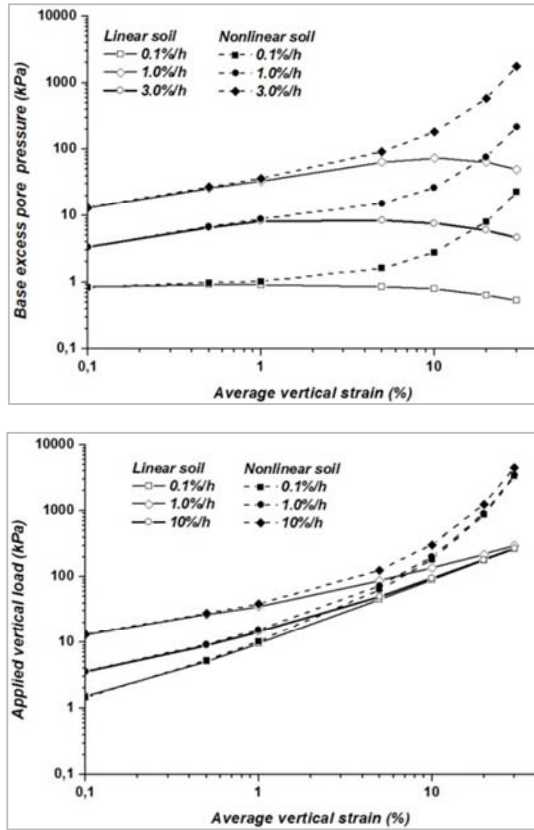 Linear soil Nonlinear soil
0.1%/h 0.1%/h
1.0%/h 1.0%/h
3.0%/h 3.0%/h
Base excess pore pressure (kPa)
10000
1000
100
10
1
0,1
0,1 1 10
Average vertical strain (%)
Linear soil Nonlinear soil
0.1%/h 0.1%/h
1.0%/h 1.0%/h
10%/h 10%/h
Applied vertical load (kPa)
10000
1000
100
10
1
0,1
0,1 1 10
Average vertical strain (%)